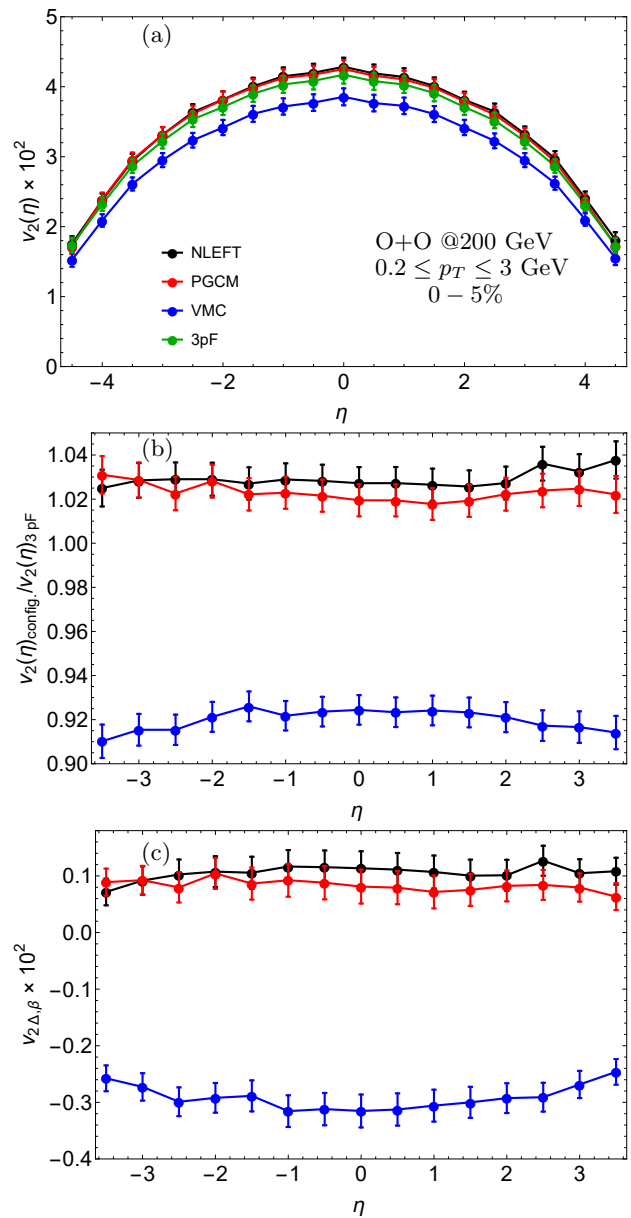 (a)
5
4
3
2
1
0
v₂(η) × 10²
NLEFT
PGCM
VMC
3pF
O+O @200 GeV
0.2 ≤ p_T ≤ 3 GeV
0 − 5%
−4 −2 0 2 4
η
(b)
1.04
1.02
1.00
0.98
0.96
0.94
0.92
0.90
v₂(η)config./v₂(η)3pF
−3 −2 −1 0 1 2 3
η
(c)
0.1
0.0
−0.1
−0.2
−0.3
−0.4
v₂Δ,β × 10²
−3 −2 −1 0 1 2 3
η